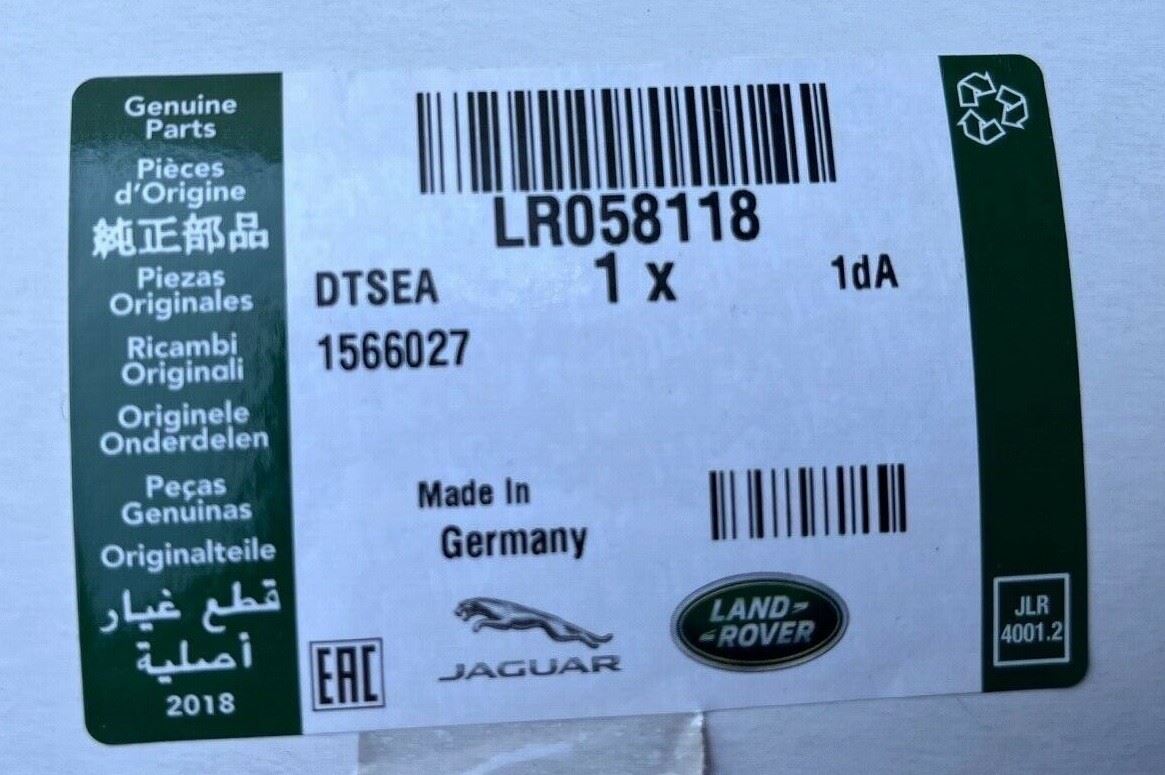 Genuine
Parts
Pièces
d'Origine
純正部品
Piezas
Originales
Ricambi
Originali
Originele
Onderdelen
Peças
Genuinas
Originalteile
قطع غيار
أصلية
2018
LR058118
DTSEA
1 x
1dA
1566027
Made In
Germany
EAC
JAGUAR
LAND-
-ROVER
JLR
4001.2